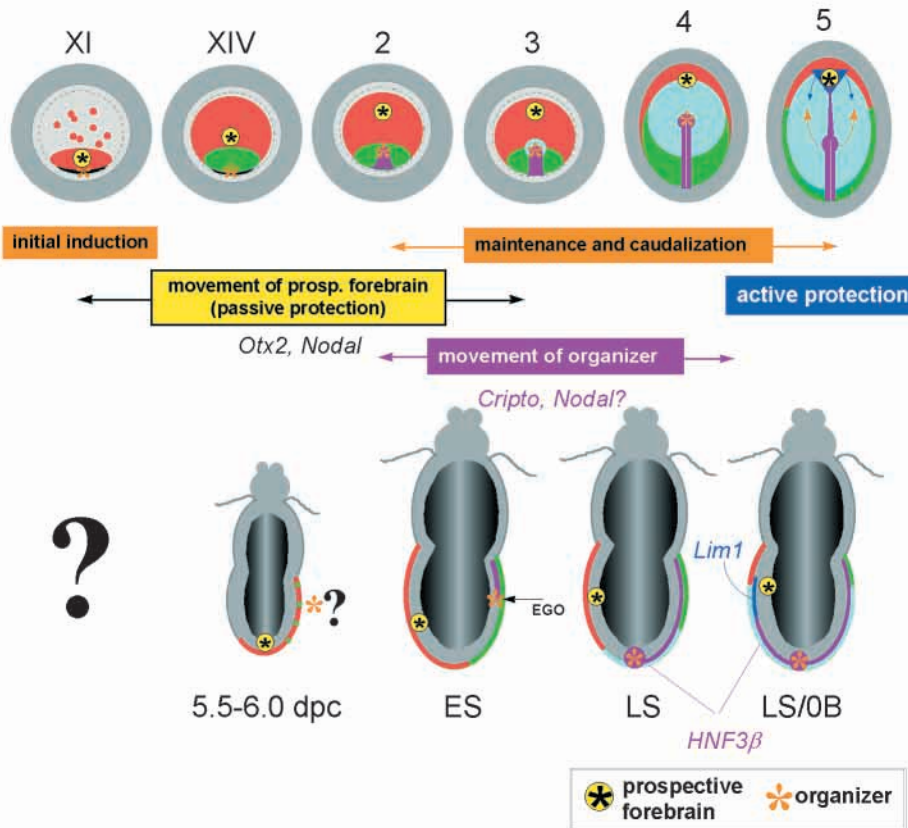 XI XIV 2 3 4 5
initial induction
maintenance and caudalization
movement of prosp. forebrain
(passive protection)
active protection
Otx2, Nodal
movement of organizer
Cripto, Nodal?
?
Lim1
?
EGO
5.5-6.0 dpc ES LS LS/0B
HNF3β
prospective
forebrain
organizer